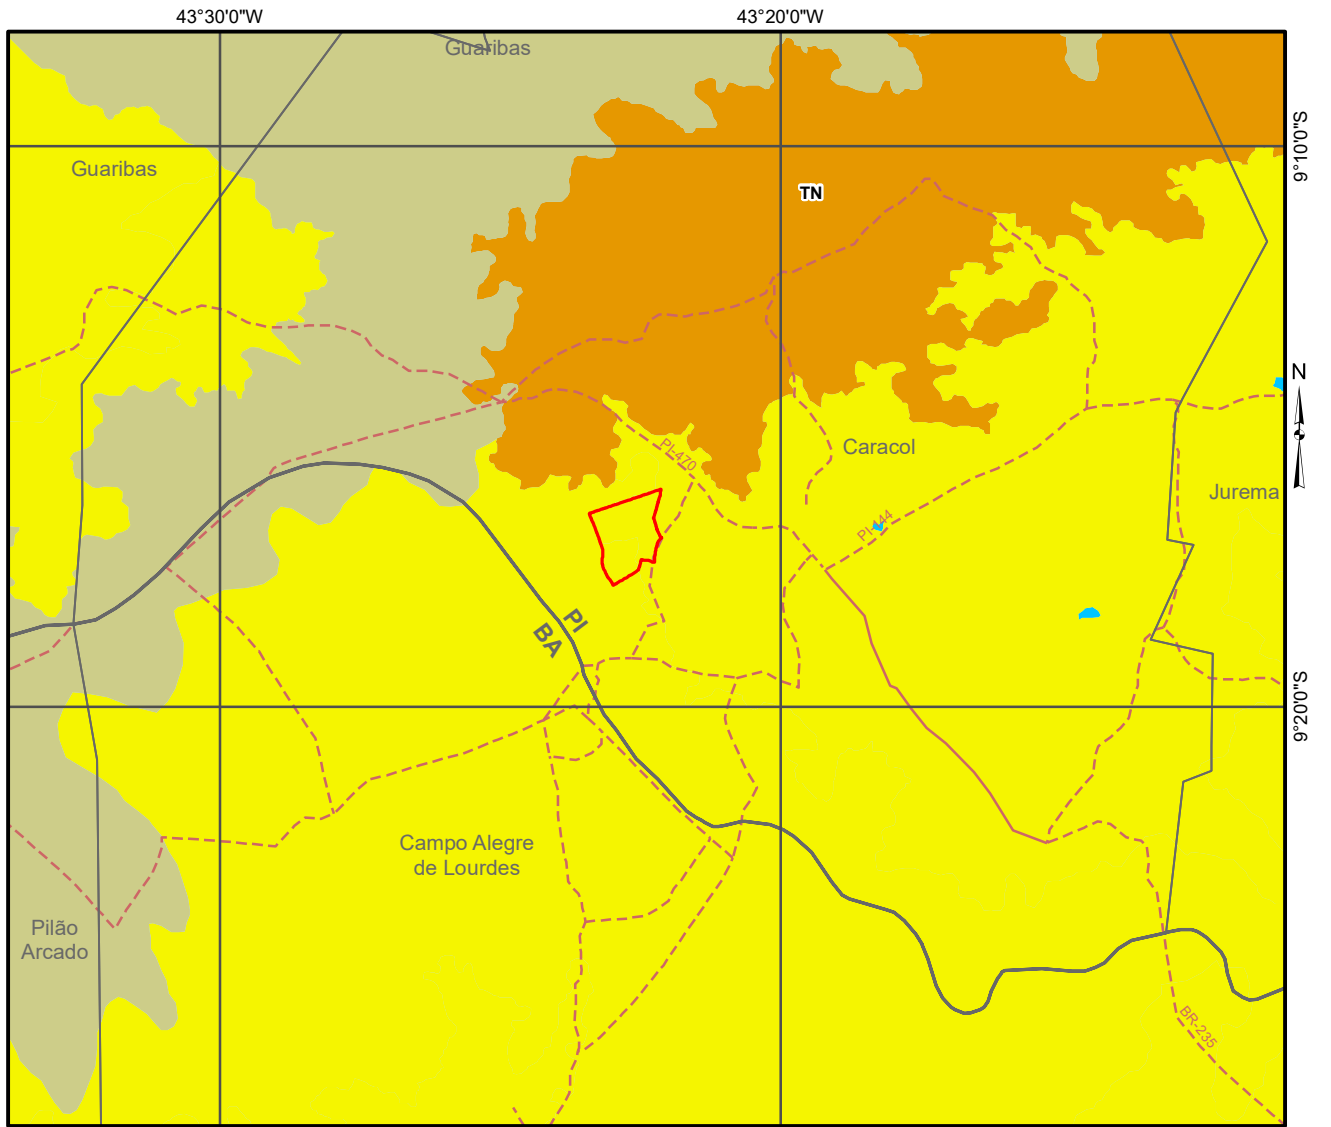 43°30'0"W
43°20'0"W
Guaribas
Guaribas
9°10'0"S
TN
N
PI-470
Caracol
Jurema
PI-444
PI
BA
9°20'0"S
Campo Alegre
de Lourdes
Pilão
Arcado
BR-235